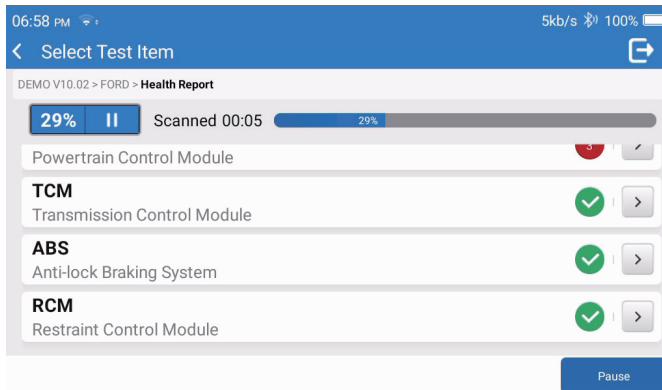 06:58 PM 5kb/s 100%
Select Test Item
DEMO V10.02 > FORD > Health Report
29% Scanned 00:05 29%
Powertrain Control Module 3
TCM
Transmission Control Module
ABS
Anti-lock Braking System
RCM
Restraint Control Module
Pause